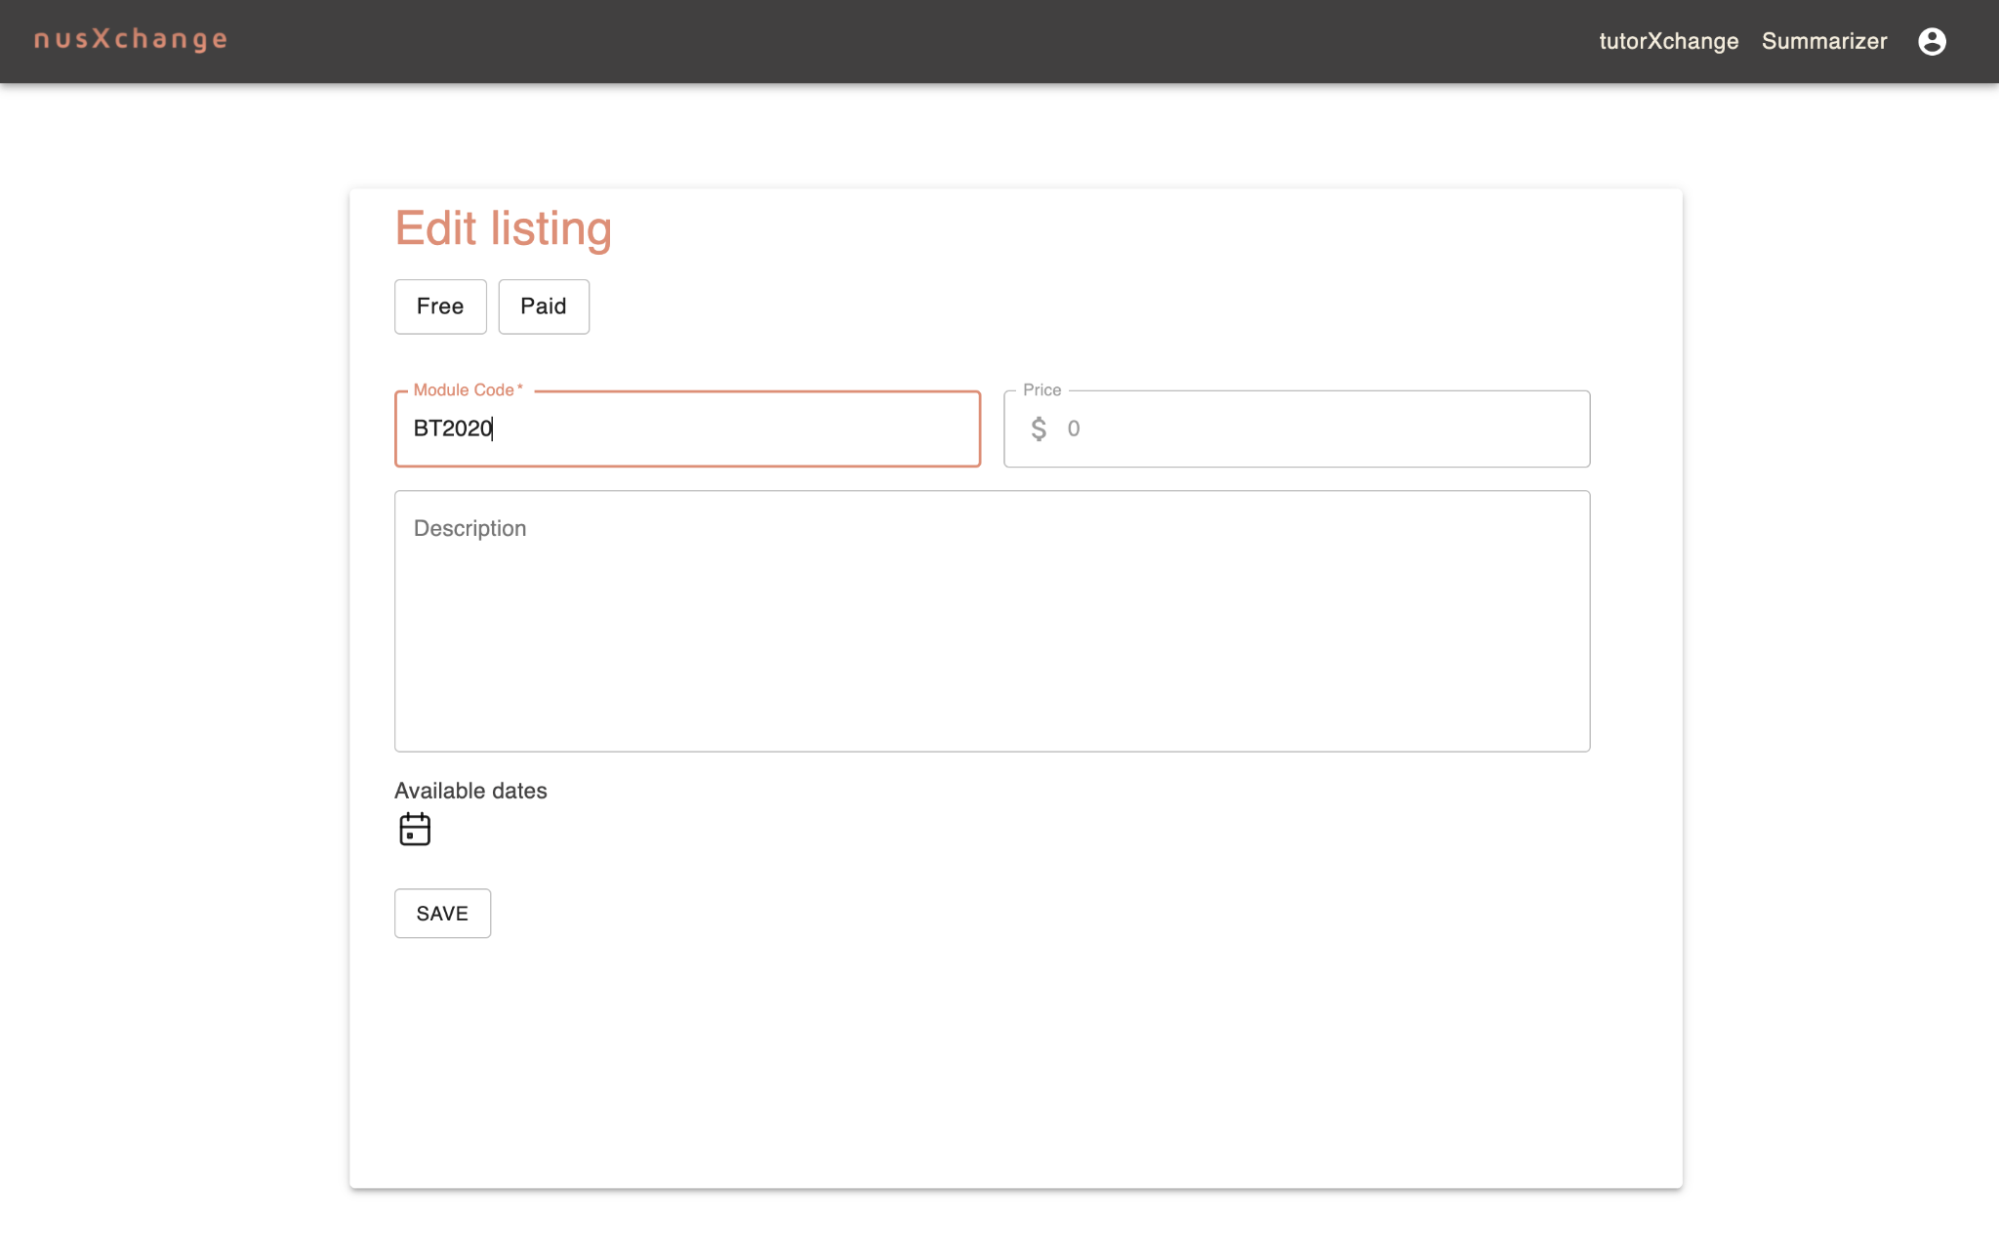 nusXchange
tutorXchange Summarizer
Edit listing
Free Paid
Module Code * Price
BT2020 $ 0
Description
Available dates
SAVE